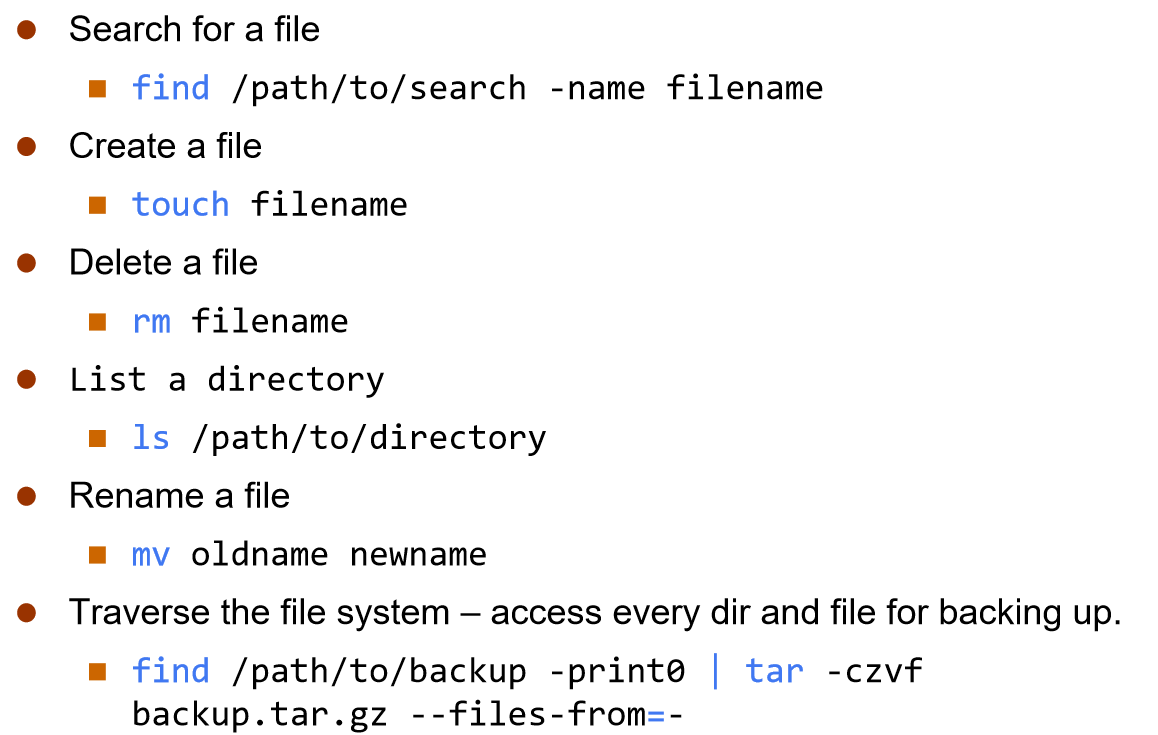 Search for a file
find /path/to/search -name filename
Create a file
touch filename
Delete a file
rm filename
List a directory
ls /path/to/directory
Rename a file
mv oldname newname
Traverse the file system – access every dir and file for backing up.
find /path/to/backup -print0 | tar -czvf
backup.tar.gz --files-from=-